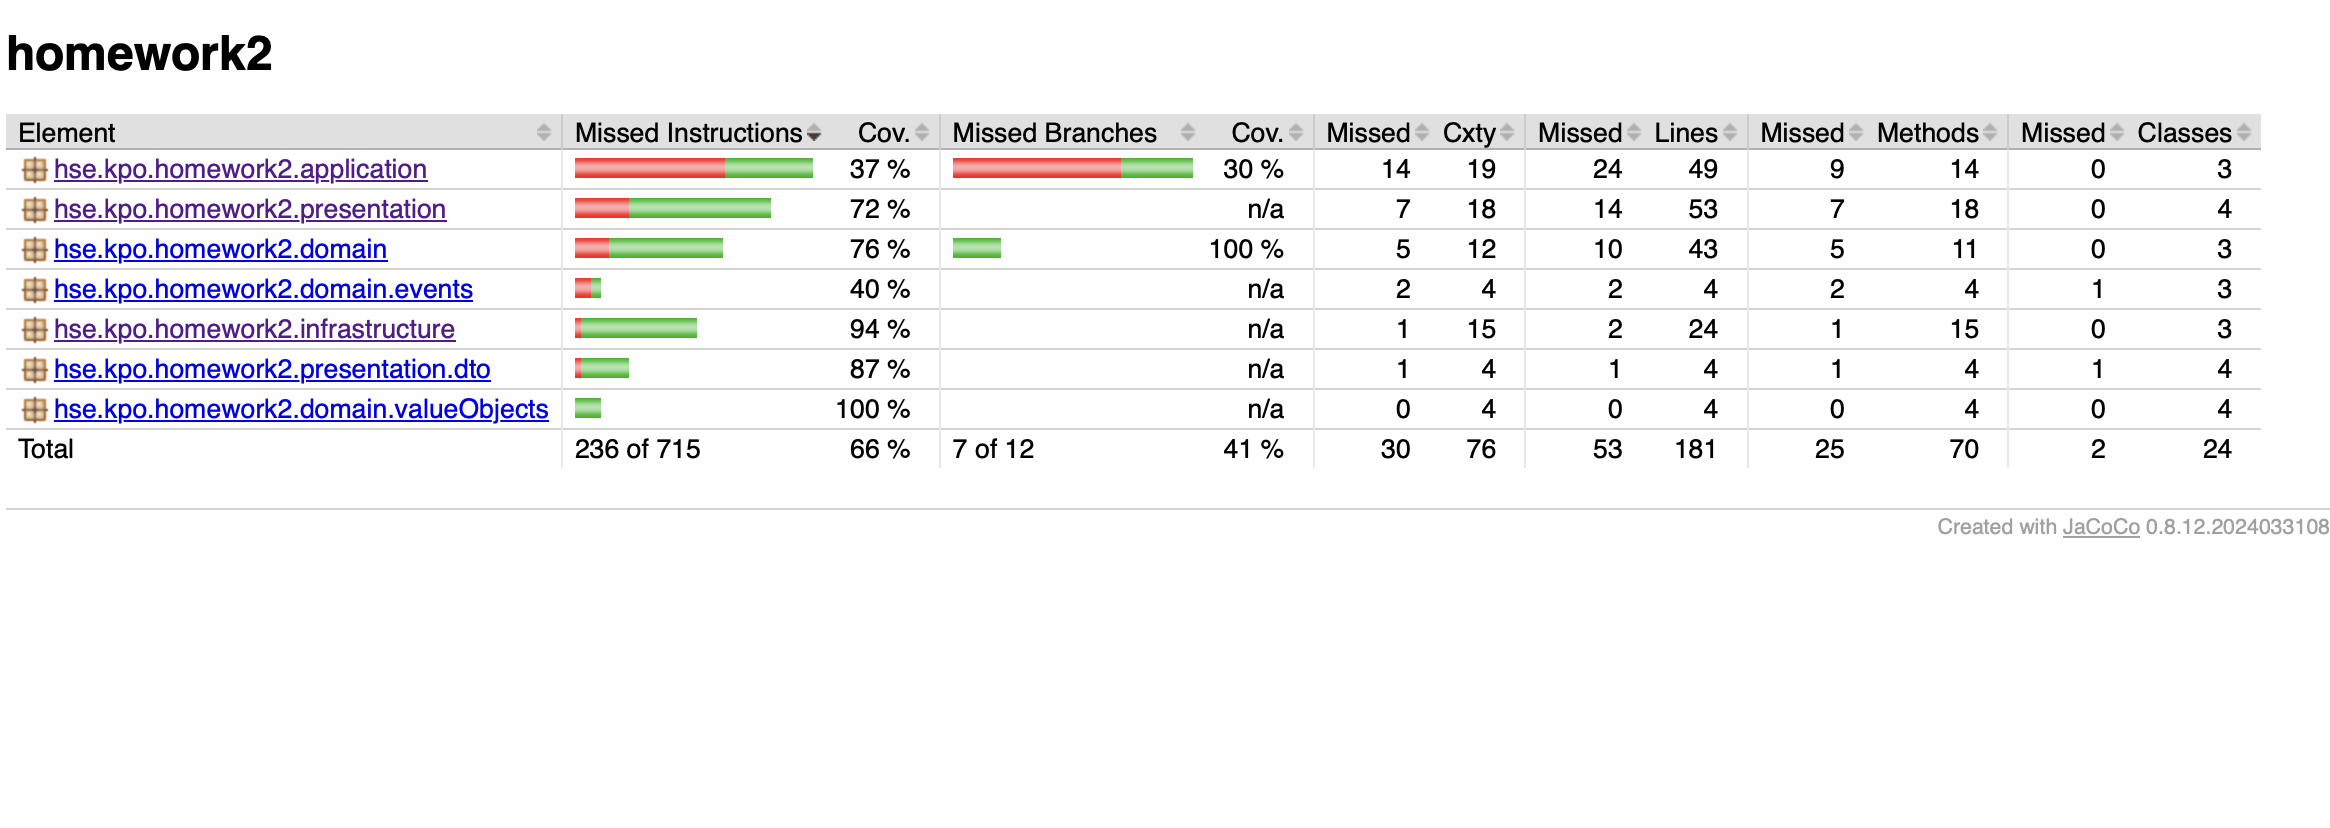 homework2
Element Missed Instructions Cov. Missed Branches Cov. Missed Cxty Missed Lines Missed Methods Missed Classes
hse.kpo.homework2.application 37 % 30 % 14 19 24 49 9 14 0 3
hse.kpo.homework2.presentation 72 % n/a 7 18 14 53 7 18 0 4
hse.kpo.homework2.domain 76 % 100 % 5 12 10 43 5 11 0 3
hse.kpo.homework2.domain.events 40 % n/a 2 4 2 4 2 4 1 3
hse.kpo.homework2.infrastructure 94 % n/a 1 15 2 24 1 15 0 3
hse.kpo.homework2.presentation.dto 87 % n/a 1 4 1 4 1 4 1 4
hse.kpo.homework2.domain.valueObjects 100 % n/a 0 4 0 4 0 4 0 4
Total 236 of 715 66 % 7 of 12 41 % 30 76 53 181 25 70 2 24
Created with JaCoCo 0.8.12.2024033108